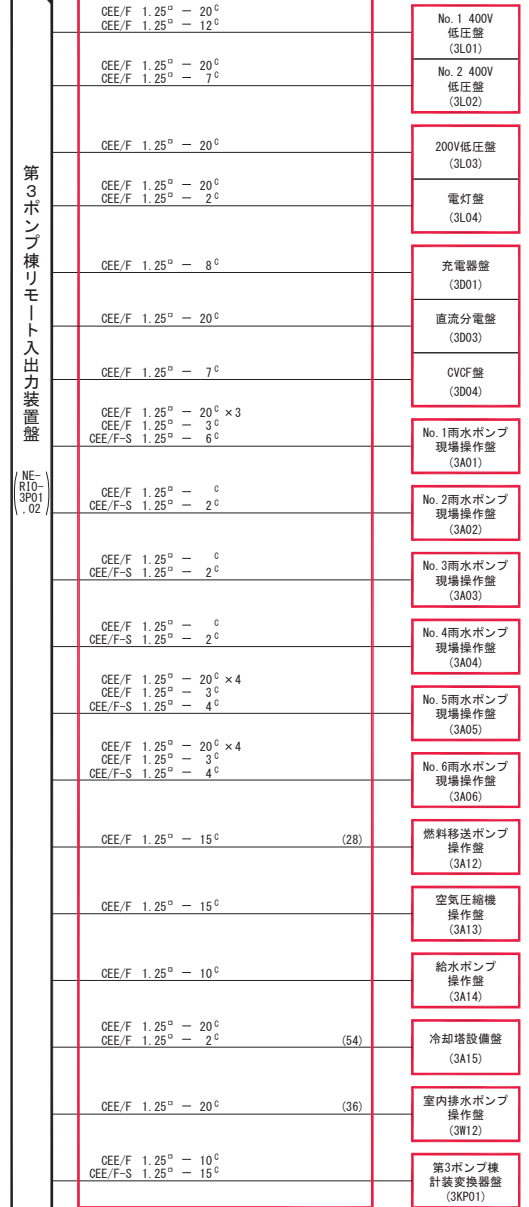 第3ポンプ棟リモート入出力装置盤
(NE-
RIO-
3P01
.02)
CEE/F 1.25□ － 20C
CEE/F 1.25□ － 12C
No.1 400V
低圧盤
(3L01)
CEE/F 1.25□ － 20C
CEE/F 1.25□ － 7C
No.2 400V
低圧盤
(3L02)
CEE/F 1.25□ － 20C
200V低圧盤
(3L03)
CEE/F 1.25□ － 20C
CEE/F 1.25□ － 2C
電灯盤
(3L04)
CEE/F 1.25□ － 8C
充電器盤
(3D01)
CEE/F 1.25□ － 20C
直流分電盤
(3D03)
CEE/F 1.25□ － 7C
CVCF盤
(3D04)
CEE/F 1.25□ － 20C ×3
CEE/F 1.25□ － 3C
CEE/F-S 1.25□ － 6C
No.1雨水ポンプ
現場操作盤
(3A01)
CEE/F 1.25□ － C
CEE/F-S 1.25□ － 2C
No.2雨水ポンプ
現場操作盤
(3A02)
CEE/F 1.25□ － C
CEE/F-S 1.25□ － 2C
No.3雨水ポンプ
現場操作盤
(3A03)
CEE/F 1.25□ － C
CEE/F-S 1.25□ － 2C
No.4雨水ポンプ
現場操作盤
(3A04)
CEE/F 1.25□ － 20C ×4
CEE/F 1.25□ － 3C
CEE/F-S 1.25□ － 4C
No.5雨水ポンプ
現場操作盤
(3A05)
CEE/F 1.25□ － 20C ×4
CEE/F 1.25□ － 3C
CEE/F-S 1.25□ － 4C
No.6雨水ポンプ
現場操作盤
(3A06)
CEE/F 1.25□ － 15C (28)
燃料移送ポンプ
操作盤
(3A12)
CEE/F 1.25□ － 15C
空気圧縮機
操作盤
(3A13)
CEE/F 1.25□ － 10C
給水ポンプ
操作盤
(3A14)
CEE/F 1.25□ － 20C
CEE/F 1.25□ － 2C (54)
冷却塔設備盤
(3A15)
CEE/F 1.25□ － 20C (36)
室内排水ポンプ
操作盤
(3W12)
CEE/F 1.25□ － 10C
CEE/F-S 1.25□ － 15C
第3ポンプ棟
計装変換器盤
(3KP01)